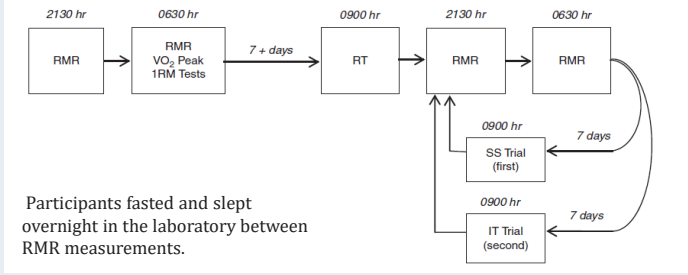 2130 hr
0630 hr
0900 hr
2130 hr
0630 hr
RMR
RMR
VO₂ Peak
1RM Tests
7 + days
RT
RMR
RMR
0900 hr
SS Trial
(first)
7 days
0900 hr
IT Trial
(second)
7 days
Participants fasted and slept
overnight in the laboratory between
RMR measurements.